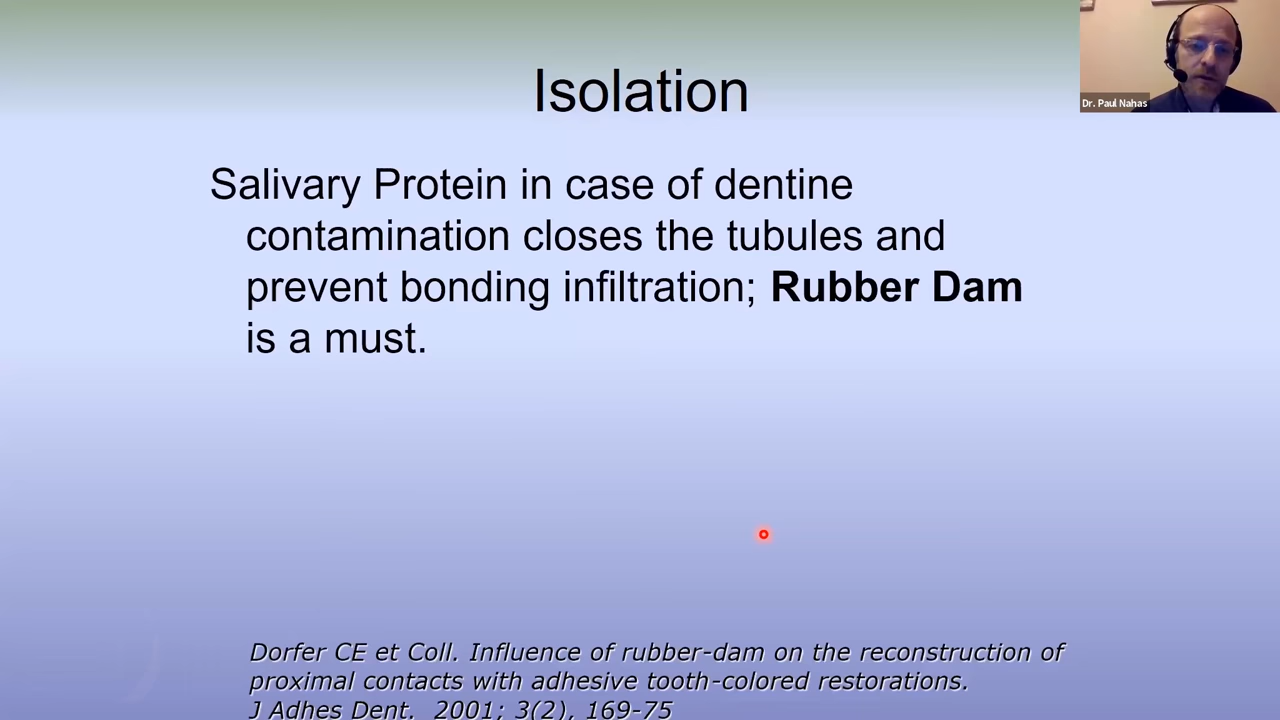 Isolation
Dr. Paul Nahas
Salivary Protein in case of dentine
contamination closes the tubules and
prevent bonding infiltration; Rubber Dam
is a must.
Dorfer CE et Coll. Influence of rubber-dam on the reconstruction of
proximal contacts with adhesive tooth-colored restorations.
J Adhes Dent.  2001; 3(2), 169-75